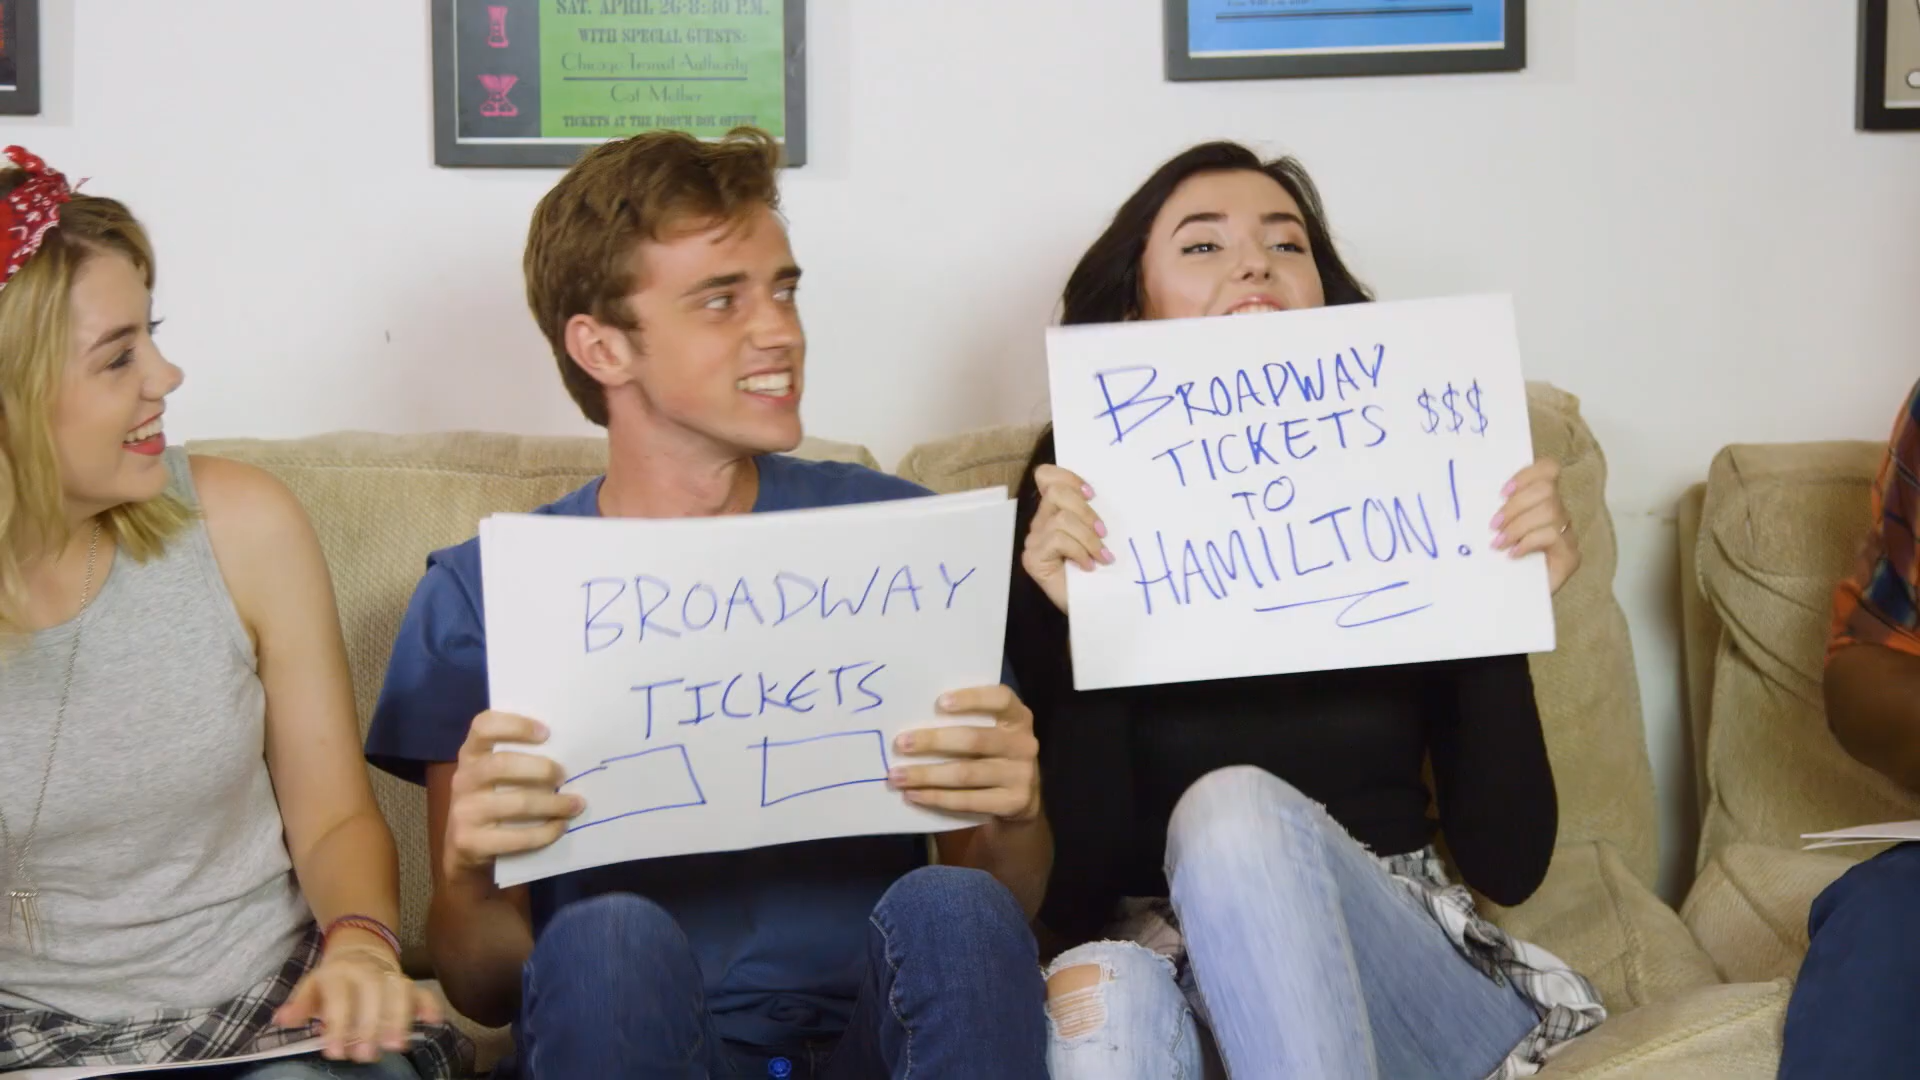 SAT. APRIL 26·8:30 P.M.
WITH SPECIAL GUESTS:
Chicago Transit Authority
Cat Mother
TICKETS AT THE FORUM BOX OFFICE
BROADWAY
TICKETS
BROADWAY
TICKETS $$$
TO
HAMILTON!